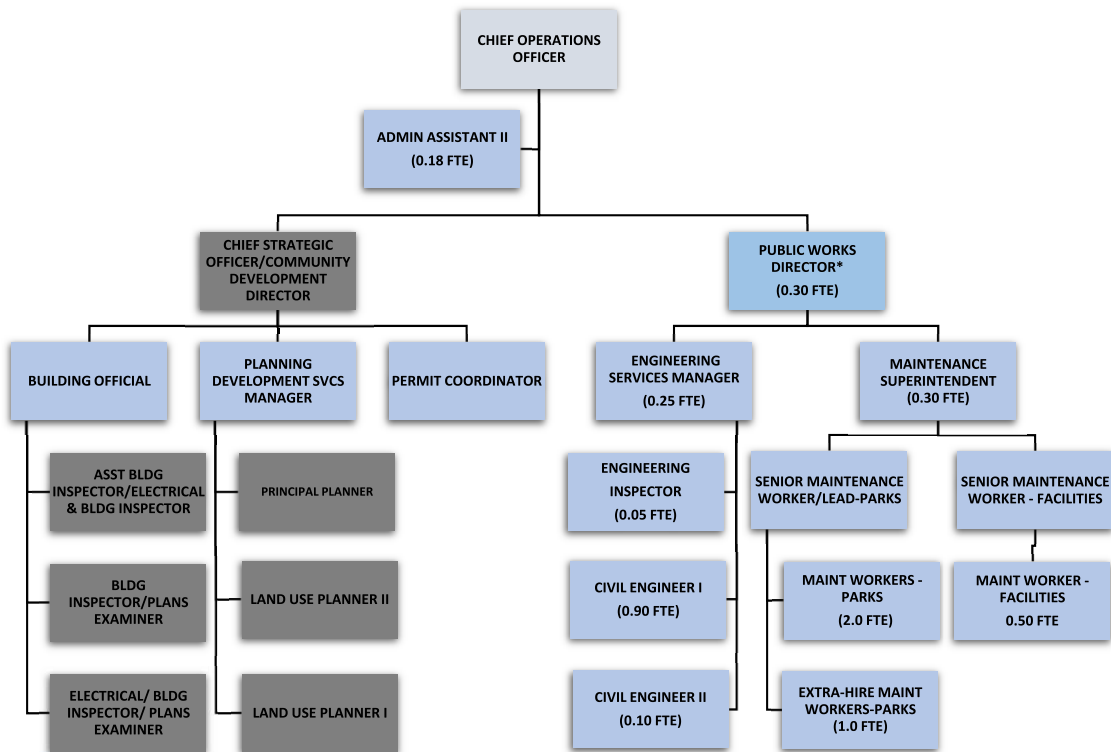 CHIEF OPERATIONS
OFFICER
ADMIN ASSISTANT II
(0.18 FTE)
CHIEF STRATEGIC
OFFICER/COMMUNITY
DEVELOPMENT
DIRECTOR
PUBLIC WORKS
DIRECTOR*
(0.30 FTE)
BUILDING OFFICIAL
PLANNING
DEVELOPMENT SVCS
MANAGER
PERMIT COORDINATOR
ENGINEERING
SERVICES MANAGER
(0.25 FTE)
MAINTENANCE
SUPERINTENDENT
(0.30 FTE)
ASST BLDG
INSPECTOR/ELECTRICAL
& BLDG INSPECTOR
PRINCIPAL PLANNER
ENGINEERING
INSPECTOR
(0.05 FTE)
SENIOR MAINTENANCE
WORKER/LEAD-PARKS
SENIOR MAINTENANCE
WORKER - FACILITIES
BLDG
INSPECTOR/PLANS
EXAMINER
LAND USE PLANNER II
CIVIL ENGINEER I
(0.90 FTE)
MAINT WORKERS -
PARKS
(2.0 FTE)
MAINT WORKER -
FACILITIES
0.50 FTE
ELECTRICAL/ BLDG
INSPECTOR/ PLANS
EXAMINER
LAND USE PLANNER I
CIVIL ENGINEER II
(0.10 FTE)
EXTRA-HIRE MAINT
WORKERS-PARKS
(1.0 FTE)